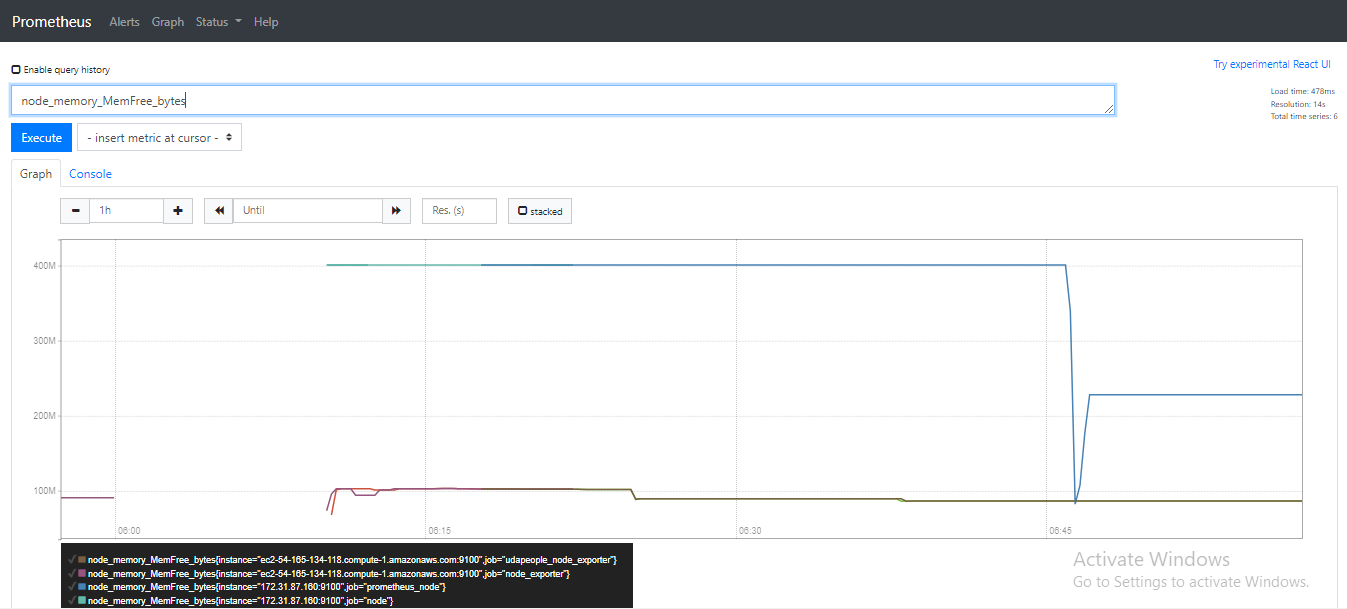 Prometheus Alerts Graph Status Help
Enable query history
Try experimental React UI
node_memory_MemFree_bytes
Load time: 478ms
Resolution: 14s
Total time series: 6
Execute - insert metric at cursor -
Graph Console
1h Until Res. (s) stacked
400M
300M
200M
100M
06:00 06:15 06:30 06:45
node_memory_MemFree_bytes{instance="ec2-54-165-134-118.compute-1.amazonaws.com:9100",job="udapeople_node_exporter"}
node_memory_MemFree_bytes{instance="ec2-54-165-134-118.compute-1.amazonaws.com:9100",job="node_exporter"}
node_memory_MemFree_bytes{instance="172.31.87.160:9100",job="prometheus_node"}
node_memory_MemFree_bytes{instance="172.31.87.160:9100",job="node"}
Activate Windows
Go to Settings to activate Windows.